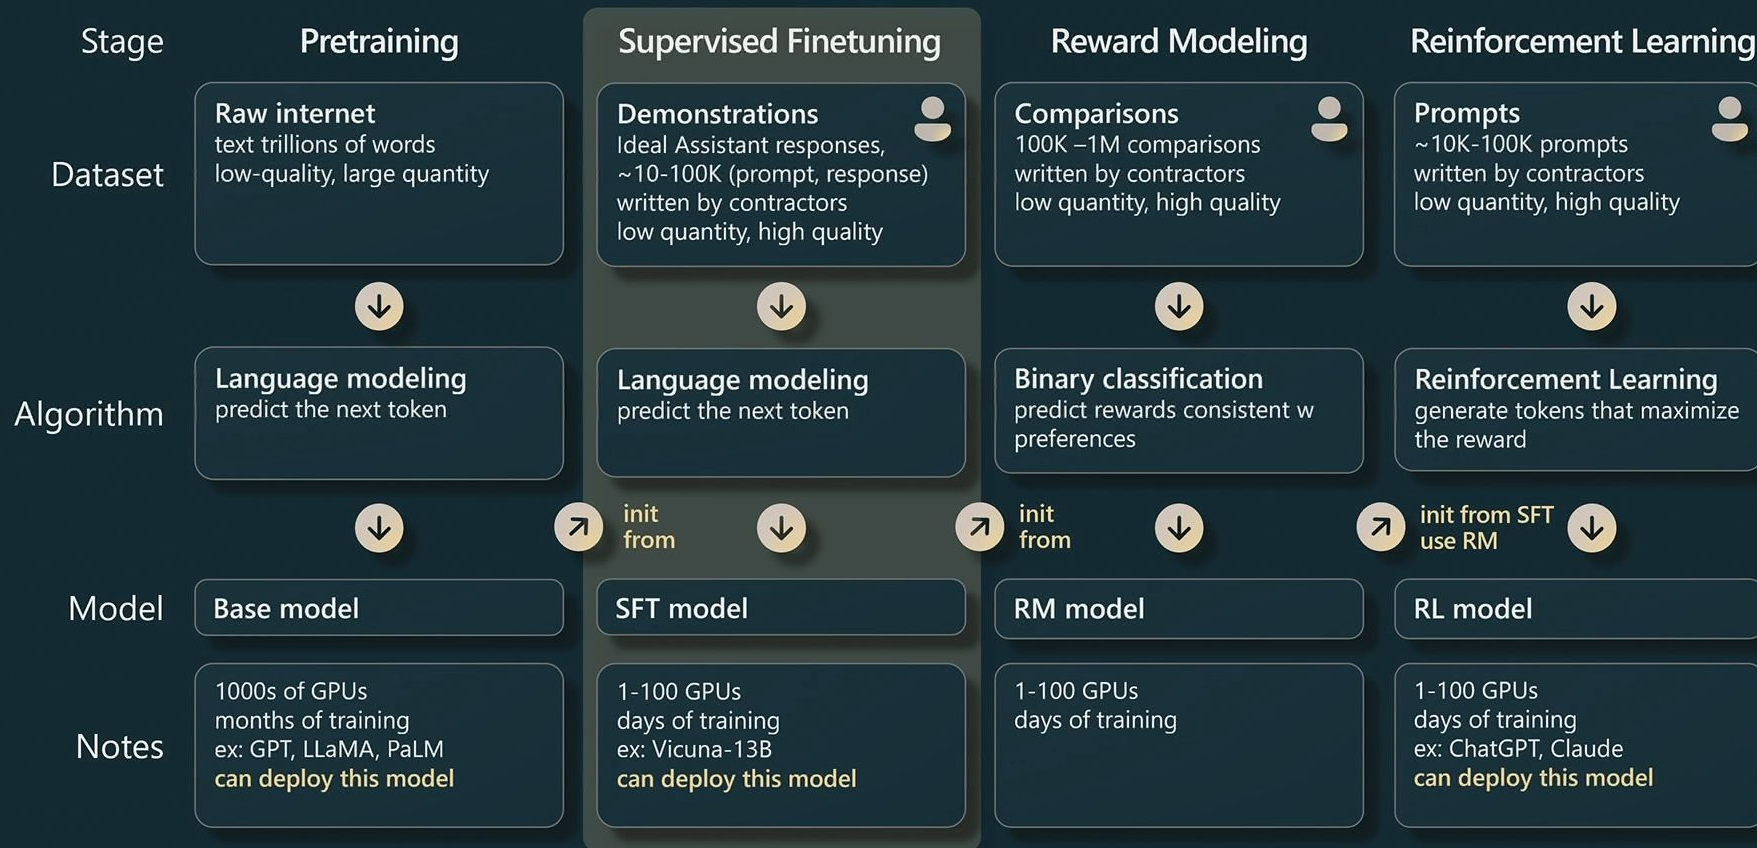 Stage
Pretraining
Supervised Finetuning
Reward Modeling
Reinforcement Learning
Dataset
Raw internet
text trillions of words
low-quality, large quantity
Demonstrations
Ideal Assistant responses,
~10-100K (prompt, response)
written by contractors
low quantity, high quality
Comparisons
100K –1M comparisons
written by contractors
low quantity, high quality
Prompts
~10K-100K prompts
written by contractors
low quantity, high quality
Algorithm
Language modeling
predict the next token
Language modeling
predict the next token
Binary classification
predict rewards consistent w
preferences
Reinforcement Learning
generate tokens that maximize
the reward
init
from
init
from
init from SFT
use RM
Model
Base model
SFT model
RM model
RL model
Notes
1000s of GPUs
months of training
ex: GPT, LLaMA, PaLM
can deploy this model
1-100 GPUs
days of training
ex: Vicuna-13B
can deploy this model
1-100 GPUs
days of training
1-100 GPUs
days of training
ex: ChatGPT, Claude
can deploy this model